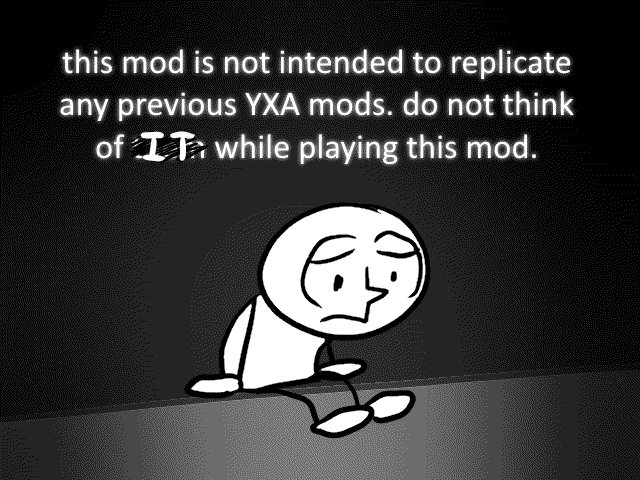 this mod is not intended to replicate
any previous YXA mods. do not think
of IT while playing this mod.